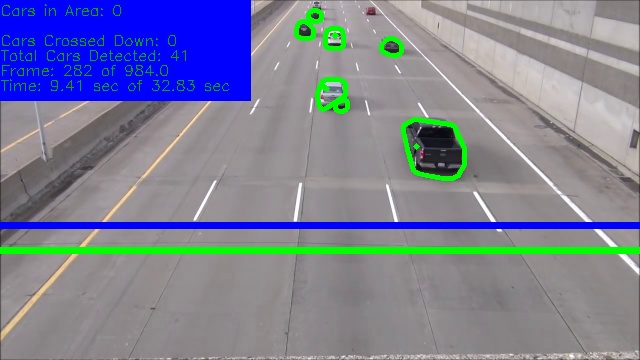 Cars in Area: 0
Cars Crossed Down: 0
Total Cars Detected: 41
Frame: 282 of 984.0
Time: 9.41 sec of 32.83 sec